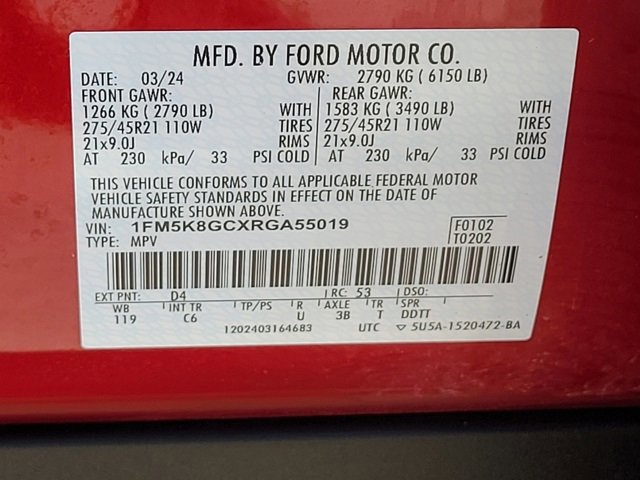 MFD. BY FORD MOTOR CO.
DATE: 03/24 GVWR: 2790 KG ( 6150 LB)
FRONT GAWR: REAR GAWR:
1266 KG ( 2790 LB) WITH 1583 KG ( 3490 LB) WITH
275/45R21 110W TIRES 275/45R21 110W TIRES
21x9.0J RIMS 21x9.0J RIMS
AT 230 kPa/ 33 PSI COLD AT 230 kPa/ 33 PSI COLD
THIS VEHICLE CONFORMS TO ALL APPLICABLE FEDERAL MOTOR
VEHICLE SAFETY STANDARDS IN EFFECT ON THE DATE OF
MANUFACTURE SHOWN ABOVE.
VIN: 1FM5K8GCXRGA55019 F0102
TYPE: MPV T0202
EXT PNT: D4 RC: 53 DSO:
WB INT TR TP/PS R AXLE TR SPR
119 C6 U 3B T DDTT
1202403164683 UTC ▽ 5U5A-1520472-BA